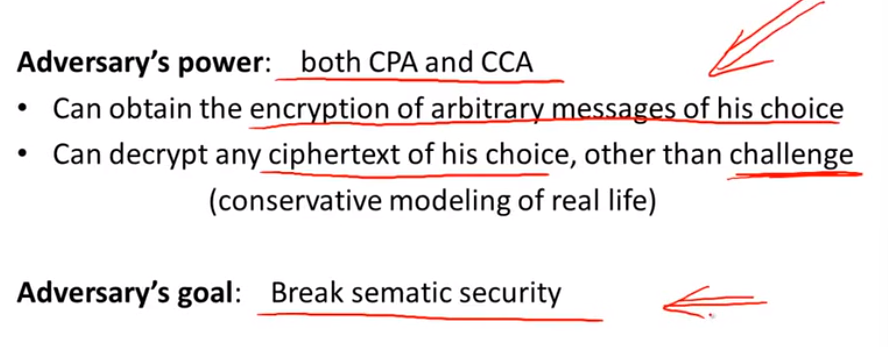 Adversary's power: both CPA and CCA
• Can obtain the encryption of arbitrary messages of his choice
• Can decrypt any ciphertext of his choice, other than challenge
(conservative modeling of real life)
Adversary's goal: Break sematic security